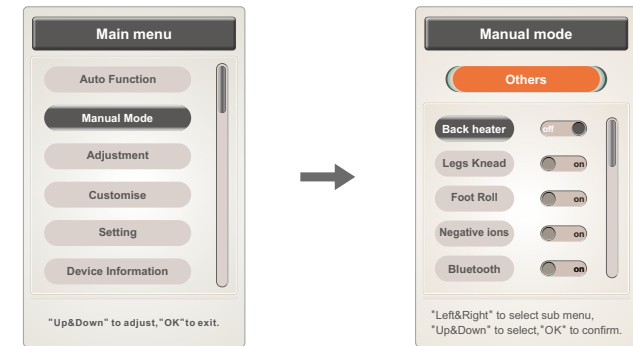 Main menu
Auto Function
Manual Mode
Adjustment
Customise
Setting
Device Information
"Up&Down" to adjust,"OK"to exit.
Manual mode
Others
Back heater off
Legs Knead on
Foot Roll on
Negative ions on
Bluetooth on
"Left&Right" to select sub menu,
"Up&Down" to select,"OK" to confirm.